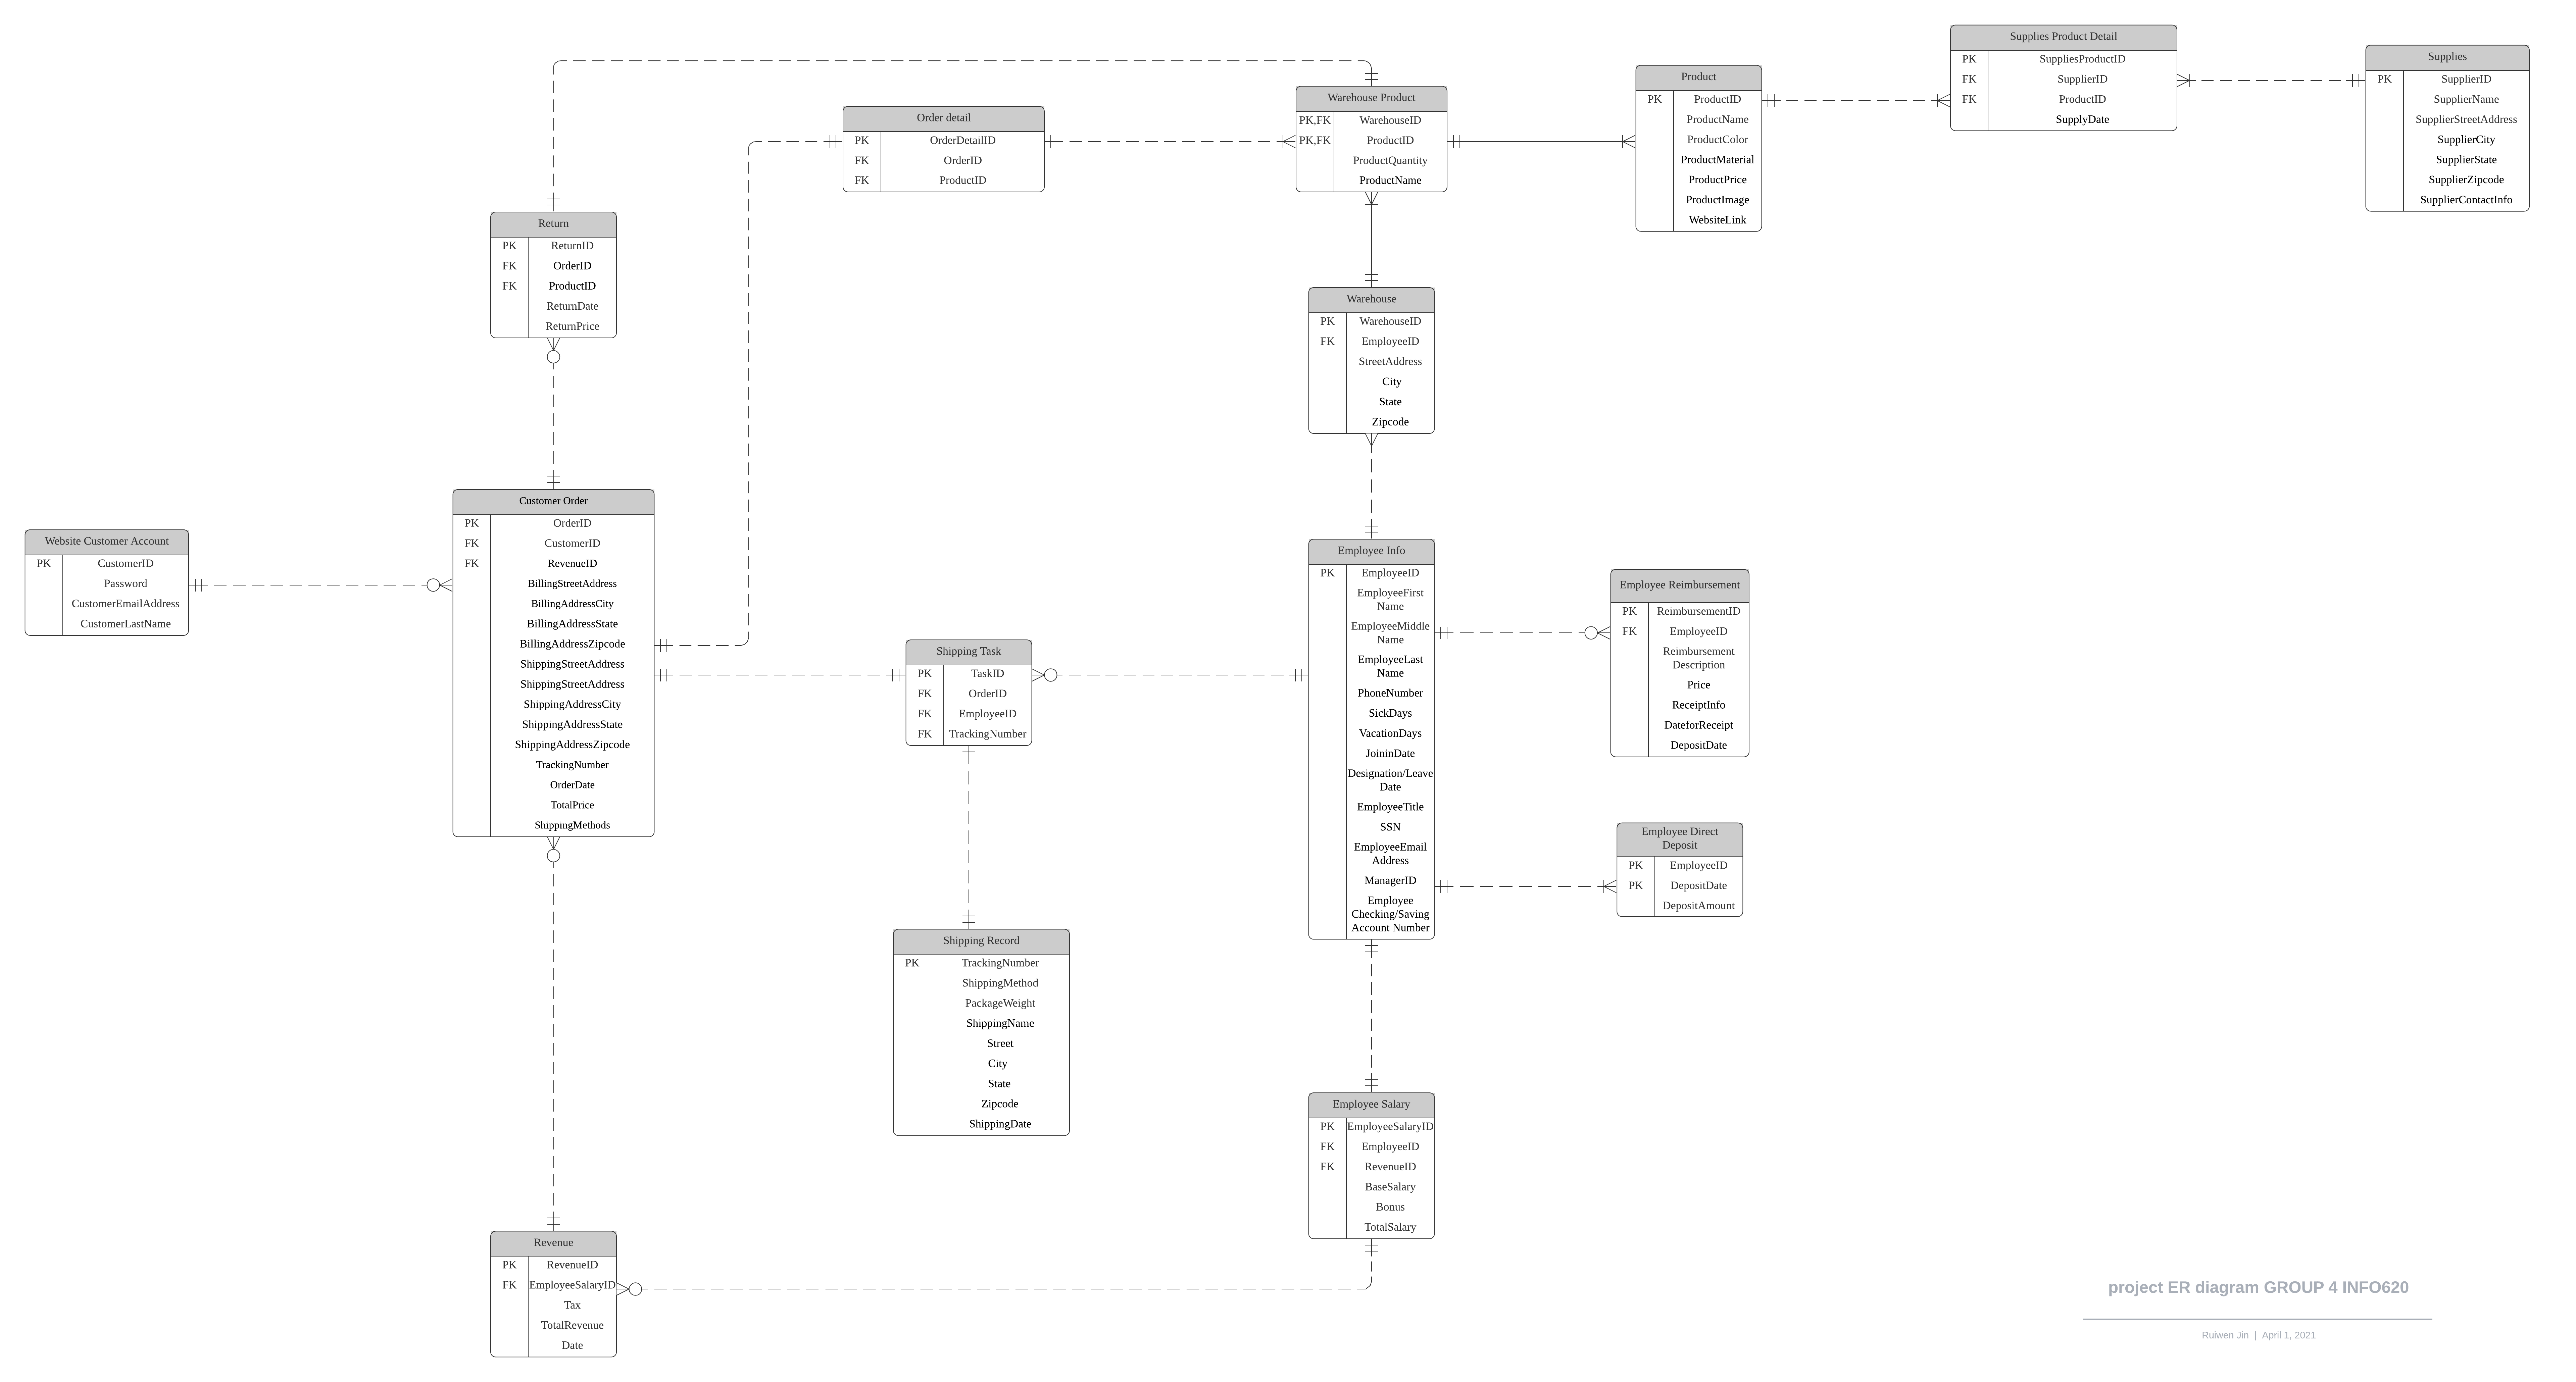 Supplies Product Detail
PK SuppliesProductID
FK SupplierID
FK ProductID
SupplyDate
Supplies
PK SupplierID
SupplierName
SupplierStreetAddress
SupplierCity
SupplierState
SupplierZipcode
SupplierContactInfo
Product
PK ProductID
ProductName
ProductColor
ProductMaterial
ProductPrice
ProductImage
WebsiteLink
Warehouse Product
PK,FK WarehouseID
PK,FK ProductID
ProductQuantity
ProductName
Order detail
PK OrderDetailID
FK OrderID
FK ProductID
Return
PK ReturnID
FK OrderID
FK ProductID
ReturnDate
ReturnPrice
Warehouse
PK WarehouseID
FK EmployeeID
StreetAddress
City
State
Zipcode
Customer Order
PK OrderID
FK CustomerID
FK RevenueID
BillingStreetAddress
BillingAddressCity
BillingAddressState
BillingAddressZipcode
ShippingStreetAddress
ShippingStreetAddress
ShippingAddressCity
ShippingAddressState
ShippingAddressZipcode
TrackingNumber
OrderDate
TotalPrice
ShippingMethods
Website Customer Account
PK CustomerID
Password
CustomerEmailAddress
CustomerLastName
Employee Info
PK EmployeeID
EmployeeFirst
Name
EmployeeMiddle
Name
EmployeeLast
Name
PhoneNumber
SickDays
VacationDays
JoininDate
Designation/Leave
Date
EmployeeTitle
SSN
EmployeeEmail
Address
ManagerID
Employee
Checking/Saving
Account Number
Employee Reimbursement
PK ReimbursementID
FK EmployeeID
Reimbursement
Description
Price
ReceiptInfo
DateforReceipt
DepositDate
Shipping Task
PK TaskID
FK OrderID
FK EmployeeID
FK TrackingNumber
Employee Direct
Deposit
PK EmployeeID
PK DepositDate
DepositAmount
Shipping Record
PK TrackingNumber
ShippingMethod
PackageWeight
ShippingName
Street
City
State
Zipcode
ShippingDate
Employee Salary
PK EmployeeSalaryID
FK EmployeeID
FK RevenueID
BaseSalary
Bonus
TotalSalary
Revenue
PK RevenueID
FK EmployeeSalaryID
Tax
TotalRevenue
Date
project ER diagram GROUP 4 INFO620
Ruiwen Jin | April 1, 2021